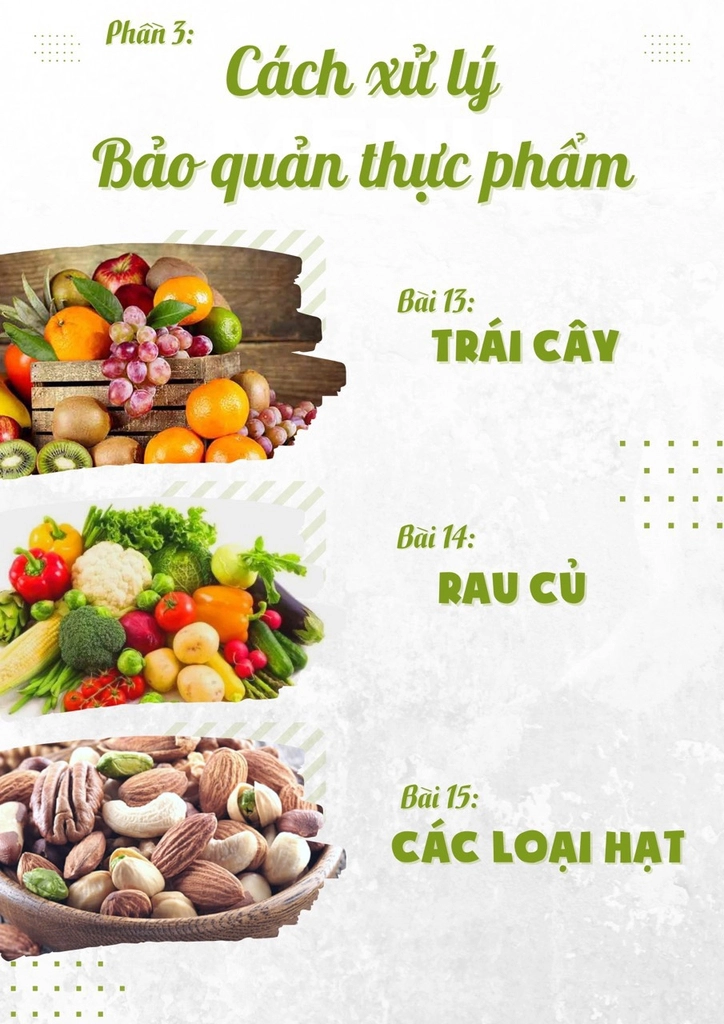 Phần 3:
Cách xử lý
Bảo quản thực phẩm
Bài 13:
TRÁI CÂY
Bài 14:
RAU CỦ
Bài 15:
CÁC LOẠI HẠT